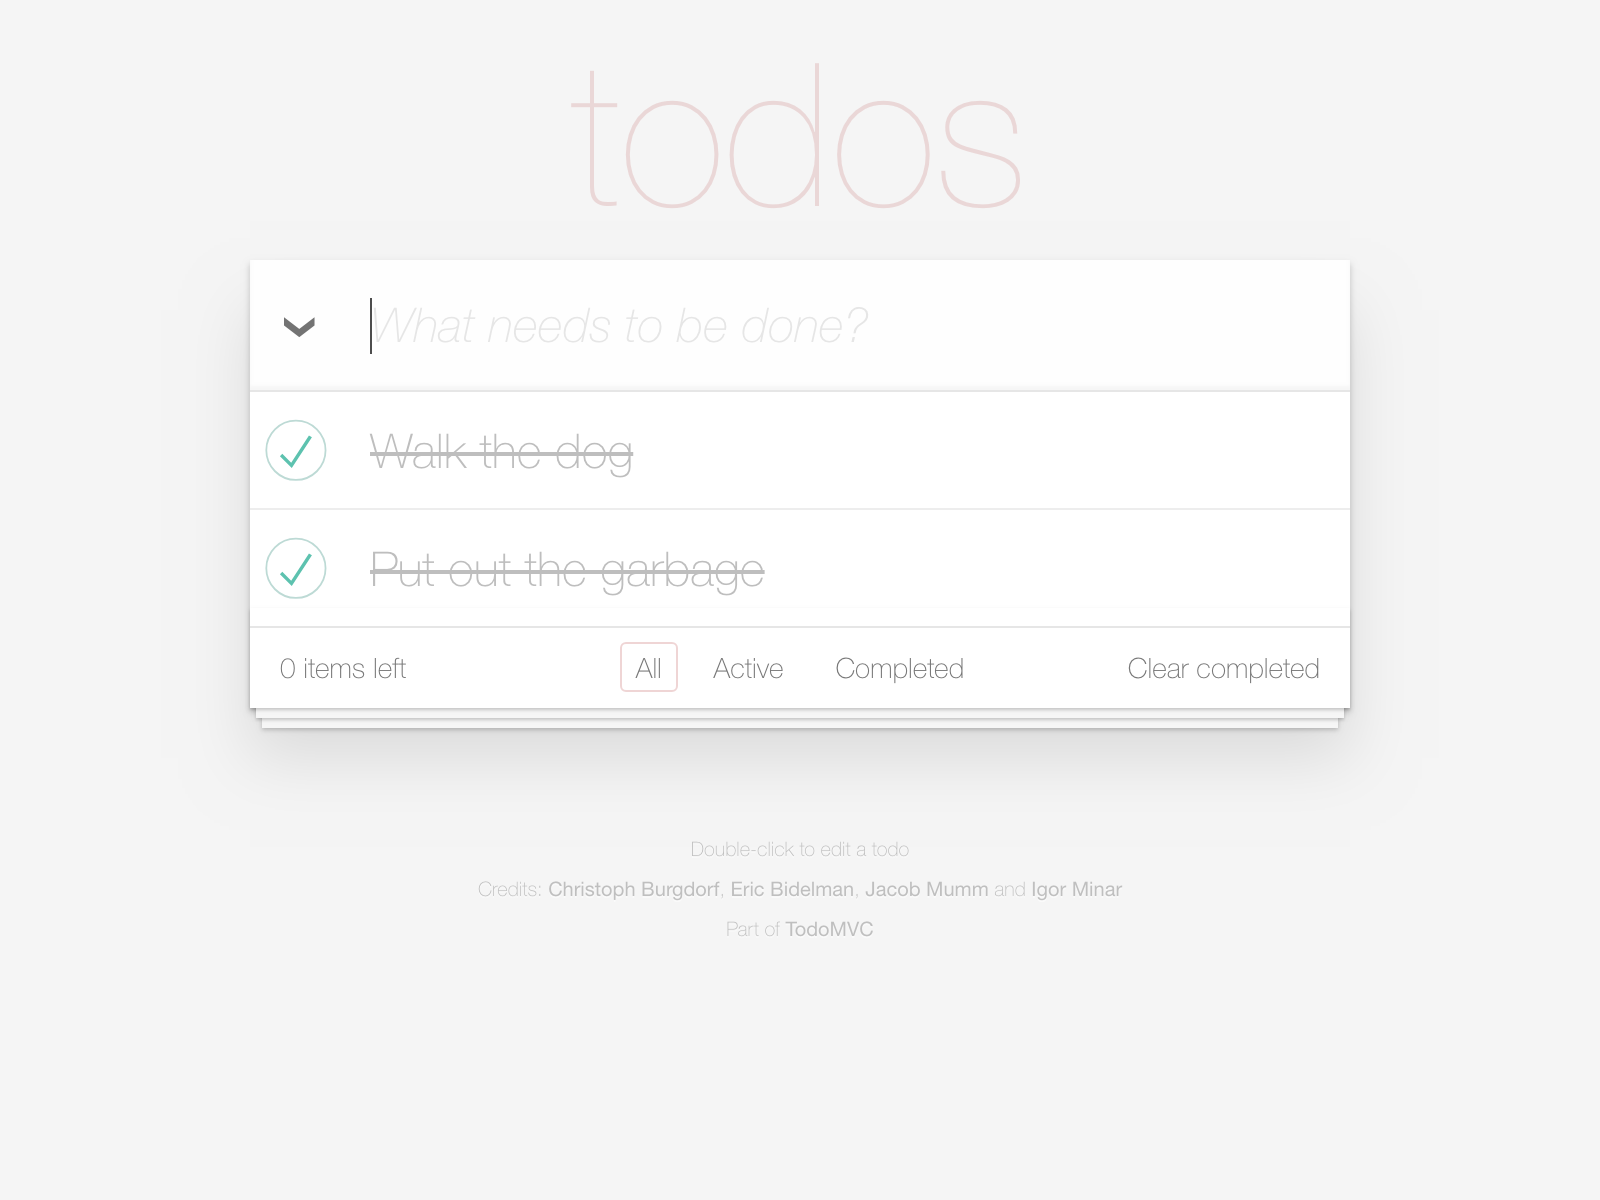 todos
What needs to be done?
Walk the dog
Put out the garbage
0 items left All Active Completed Clear completed
Double-click to edit a todo
Credits: Christoph Burgdorf, Eric Bidelman, Jacob Mumm and Igor Minar
Part of TodoMVC